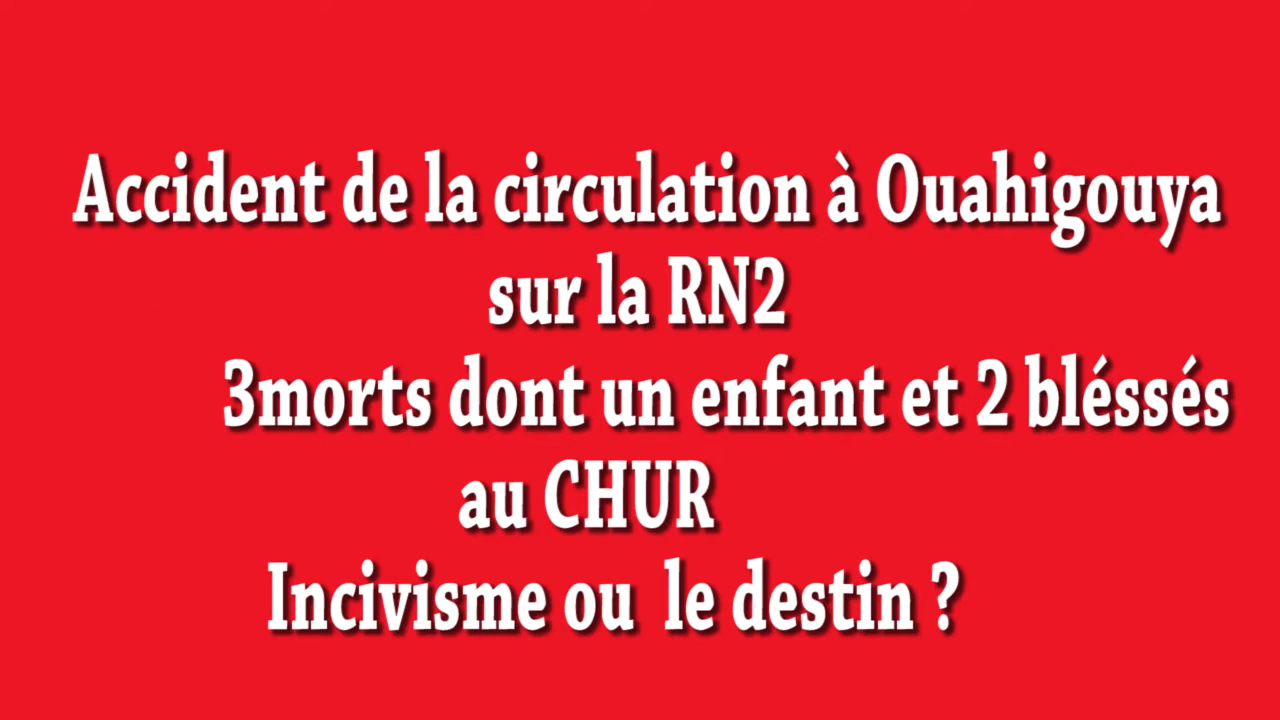 Accident de la circulation à Ouahigouya
sur la RN2
3morts dont un enfant et 2 bléssés
au CHUR
Incivisme ou le destin ?